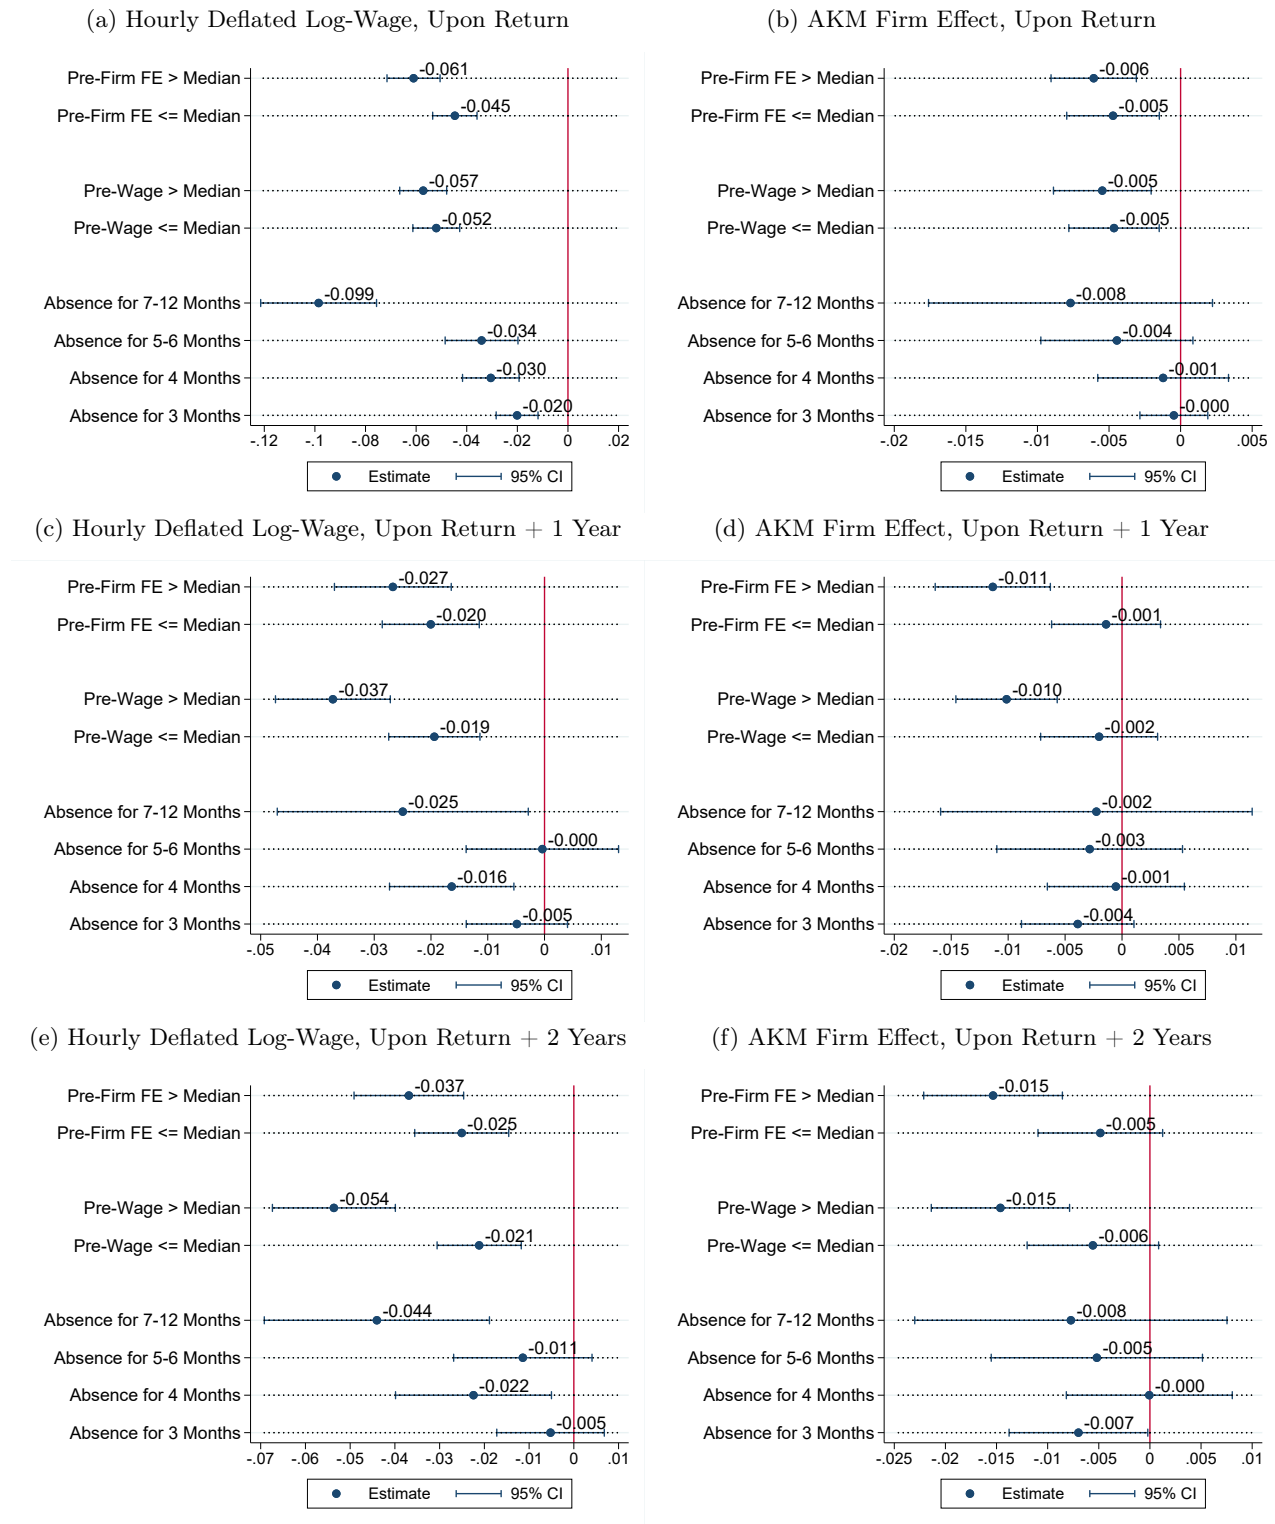 (a) Hourly Deflated Log-Wage, Upon Return
Pre-Firm FE > Median -0.061
Pre-Firm FE <= Median -0.045
Pre-Wage > Median -0.057
Pre-Wage <= Median -0.052
Absence for 7-12 Months -0.099
Absence for 5-6 Months -0.034
Absence for 4 Months -0.030
Absence for 3 Months -0.020
-.12 -.1 -.08 -.06 -.04 -.02 0 .02
Estimate 95% CI
(b) AKM Firm Effect, Upon Return
Pre-Firm FE > Median -0.006
Pre-Firm FE <= Median -0.005
Pre-Wage > Median -0.005
Pre-Wage <= Median -0.005
Absence for 7-12 Months -0.008
Absence for 5-6 Months -0.004
Absence for 4 Months -0.001
Absence for 3 Months -0.000
-.02 -.015 -.01 -.005 0 .005
Estimate 95% CI
(c) Hourly Deflated Log-Wage, Upon Return + 1 Year
Pre-Firm FE > Median -0.027
Pre-Firm FE <= Median -0.020
Pre-Wage > Median -0.037
Pre-Wage <= Median -0.019
Absence for 7-12 Months -0.025
Absence for 5-6 Months -0.000
Absence for 4 Months -0.016
Absence for 3 Months -0.005
-.05 -.04 -.03 -.02 -.01 0 .01
Estimate 95% CI
(d) AKM Firm Effect, Upon Return + 1 Year
Pre-Firm FE > Median -0.011
Pre-Firm FE <= Median -0.001
Pre-Wage > Median -0.010
Pre-Wage <= Median -0.002
Absence for 7-12 Months -0.002
Absence for 5-6 Months -0.003
Absence for 4 Months -0.001
Absence for 3 Months -0.004
-.02 -.015 -.01 -.005 0 .005 .01
Estimate 95% CI
(e) Hourly Deflated Log-Wage, Upon Return + 2 Years
Pre-Firm FE > Median -0.037
Pre-Firm FE <= Median -0.025
Pre-Wage > Median -0.054
Pre-Wage <= Median -0.021
Absence for 7-12 Months -0.044
Absence for 5-6 Months -0.011
Absence for 4 Months -0.022
Absence for 3 Months -0.005
-.07 -.06 -.05 -.04 -.03 -.02 -.01 0 .01
Estimate 95% CI
(f) AKM Firm Effect, Upon Return + 2 Years
Pre-Firm FE > Median -0.015
Pre-Firm FE <= Median -0.005
Pre-Wage > Median -0.015
Pre-Wage <= Median -0.006
Absence for 7-12 Months -0.008
Absence for 5-6 Months -0.005
Absence for 4 Months -0.000
Absence for 3 Months -0.007
-.025 -.02 -.015 -.01 -.005 0 .005 .01
Estimate 95% CI